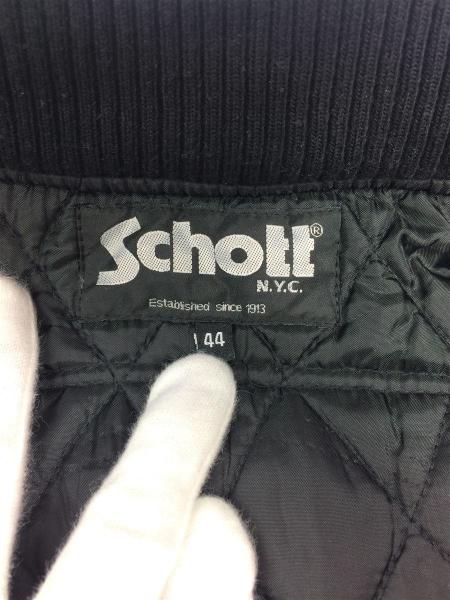 Schott®
N.Y.C.
Established since 1913
44